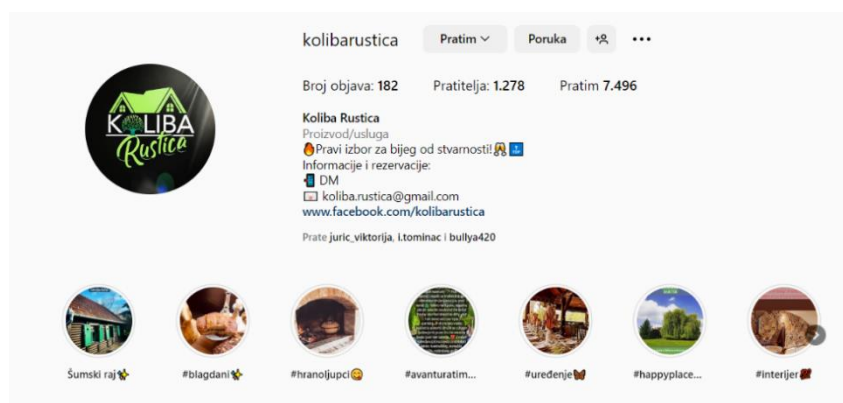 kolibarustica Pratim Poruka
Broj objava: 182 Pratitelja: 1.278 Pratim 7.496
KOLIBA
Rustica
Koliba Rustica
Proizvod/usluga
🔥Pravi izbor za bijeg od stvarnosti!🥂🔝
Informacije i rezervacije:
📲 DM
📧 koliba.rustica@gmail.com
www.facebook.com/kolibarustica
Prate juric_viktorija, i.tominac i bullya420
Šumski raj✨ #blagdani✨ #hranoljupci😋 #avanturatim... #uređenje🦋 #happyplace... #interijer